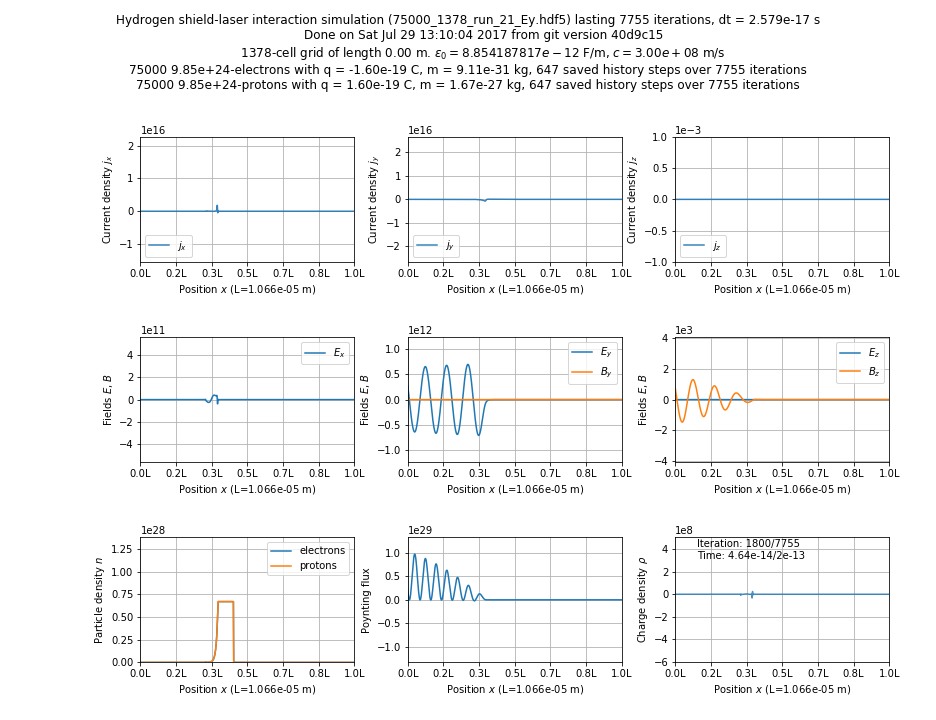 Hydrogen shield-laser interaction simulation (75000_1378_run_21_Ey.hdf5) lasting 7755 iterations, dt = 2.579e-17 s
Done on Sat Jul 29 13:10:04 2017 from git version 40d9c15
1378-cell grid of length 0.00 m. ε₀ = 8.854187817e − 12 F/m, c = 3.00e + 08 m/s
75000 9.85e+24-electrons with q = -1.60e-19 C, m = 9.11e-31 kg, 647 saved history steps over 7755 iterations
75000 9.85e+24-protons with q = 1.60e-19 C, m = 1.67e-27 kg, 647 saved history steps over 7755 iterations
1e16
Current density jₓ
2
1
0
−1
jₓ
0.0L 0.2L 0.3L 0.5L 0.7L 0.8L 1.0L
Position x (L=1.066e-05 m)
1e16
Current density j_y
2
1
0
−1
−2
j_y
0.0L 0.2L 0.3L 0.5L 0.7L 0.8L 1.0L
Position x (L=1.066e-05 m)
1e−3
Current density j_z
1.0
0.5
0.0
−0.5
−1.0
j_z
0.0L 0.2L 0.3L 0.5L 0.7L 0.8L 1.0L
Position x (L=1.066e-05 m)
1e11
Fields E, B
4
2
0
−2
−4
Eₓ
0.0L 0.2L 0.3L 0.5L 0.7L 0.8L 1.0L
Position x (L=1.066e-05 m)
1e12
Fields E, B
1.0
0.5
0.0
−0.5
−1.0
E_y
B_y
0.0L 0.2L 0.3L 0.5L 0.7L 0.8L 1.0L
Position x (L=1.066e-05 m)
1e3
Fields E, B
4
2
0
−2
−4
E_z
B_z
0.0L 0.2L 0.3L 0.5L 0.7L 0.8L 1.0L
Position x (L=1.066e-05 m)
1e28
Particle density n
1.25
1.00
0.75
0.50
0.25
0.00
electrons
protons
0.0L 0.2L 0.3L 0.5L 0.7L 0.8L 1.0L
Position x (L=1.066e-05 m)
1e29
Poynting flux
1.0
0.5
0.0
−0.5
−1.0
0.0L 0.2L 0.3L 0.5L 0.7L 0.8L 1.0L
Position x (L=1.066e-05 m)
1e8
Charge density ρ
4
2
0
−2
−4
−6
Iteration: 1800/7755
Time: 4.64e-14/2e-13
0.0L 0.2L 0.3L 0.5L 0.7L 0.8L 1.0L
Position x (L=1.066e-05 m)